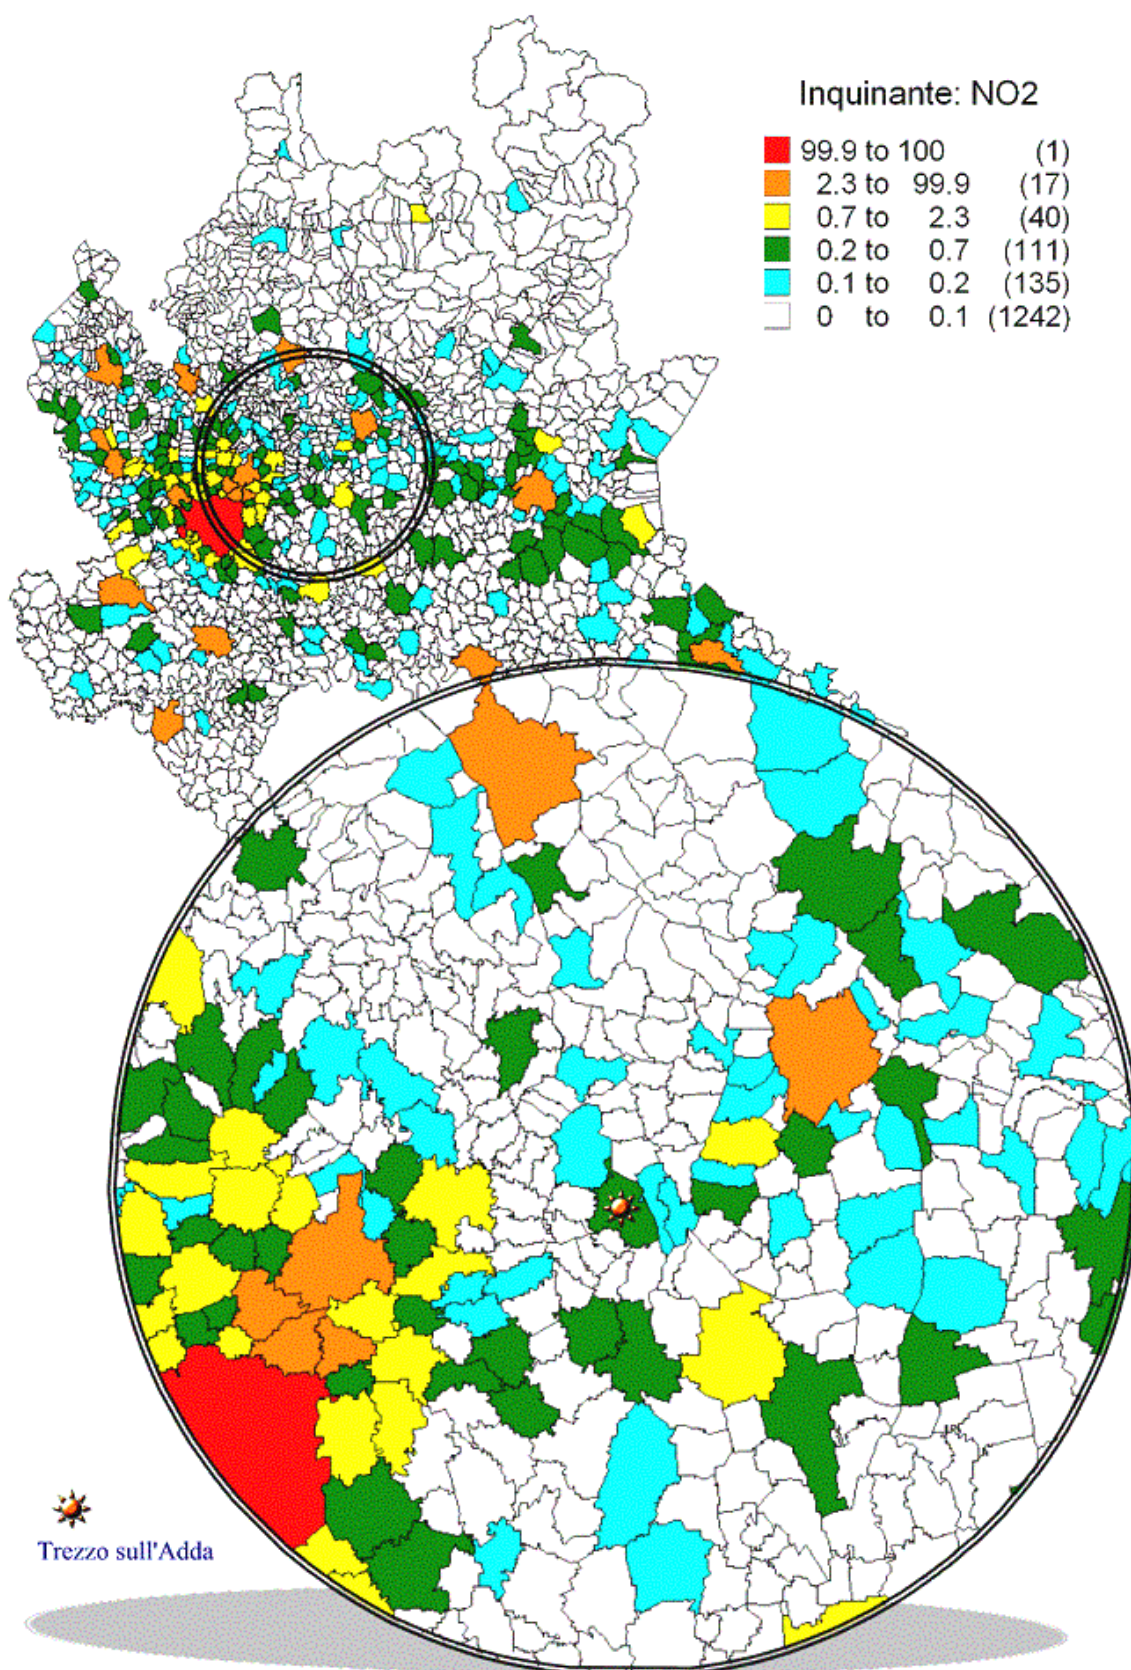 Inquinante: NO2
99.9 to 100 (1)
2.3 to 99.9 (17)
0.7 to 2.3 (40)
0.2 to 0.7 (111)
0.1 to 0.2 (135)
0 to 0.1 (1242)
Trezzo sull'Adda